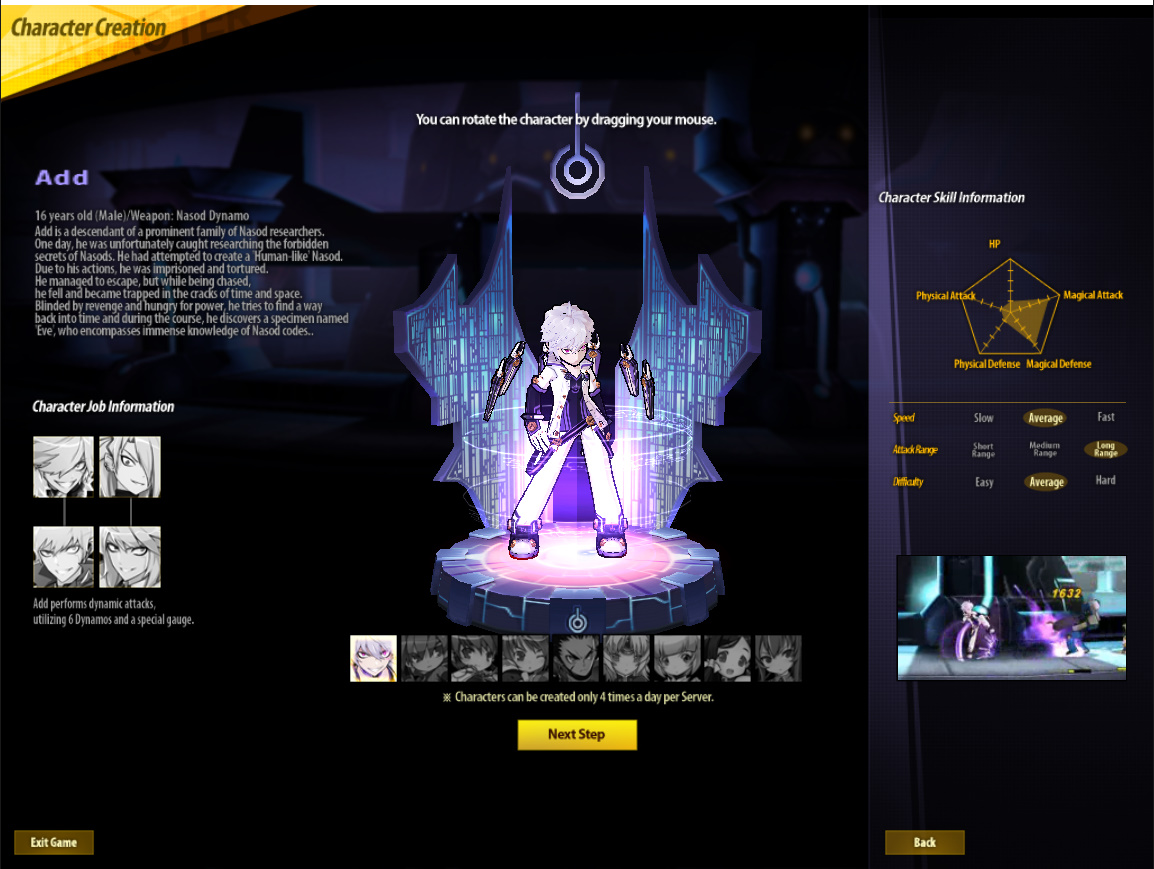 Character Creation
You can rotate the character by dragging your mouse.
Add
16 years old (Male)/Weapon: Nasod Dynamo
Add is a descendant of a prominent family of Nasod researchers.
One day, he was unfortunately caught researching the forbidden
secrets of Nasods. He had attempted to create a 'Human-like' Nasod.
Due to his actions, he was imprisoned and tortured.
He managed to escape, but while being chased,
he fell and became trapped in the cracks of time and space.
Blinded by revenge and hungry for power, he tries to find a way
back into time and during the course, he discovers a specimen named
'Eve', who encompasses immense knowledge of Nasod codes..
Character Job Information
Add performs dynamic attacks,
utilizing 6 Dynamos and a special gauge.
※ Characters can be created only 4 times a day per Server.
Next Step
Exit Game
Character Skill Information
HP
Physical Attack Magical Attack
Physical Defense Magical Defense
Speed Slow Average Fast
Attack Range Short Range Medium Range Long Range
Difficulty Easy Average Hard
1632
Back